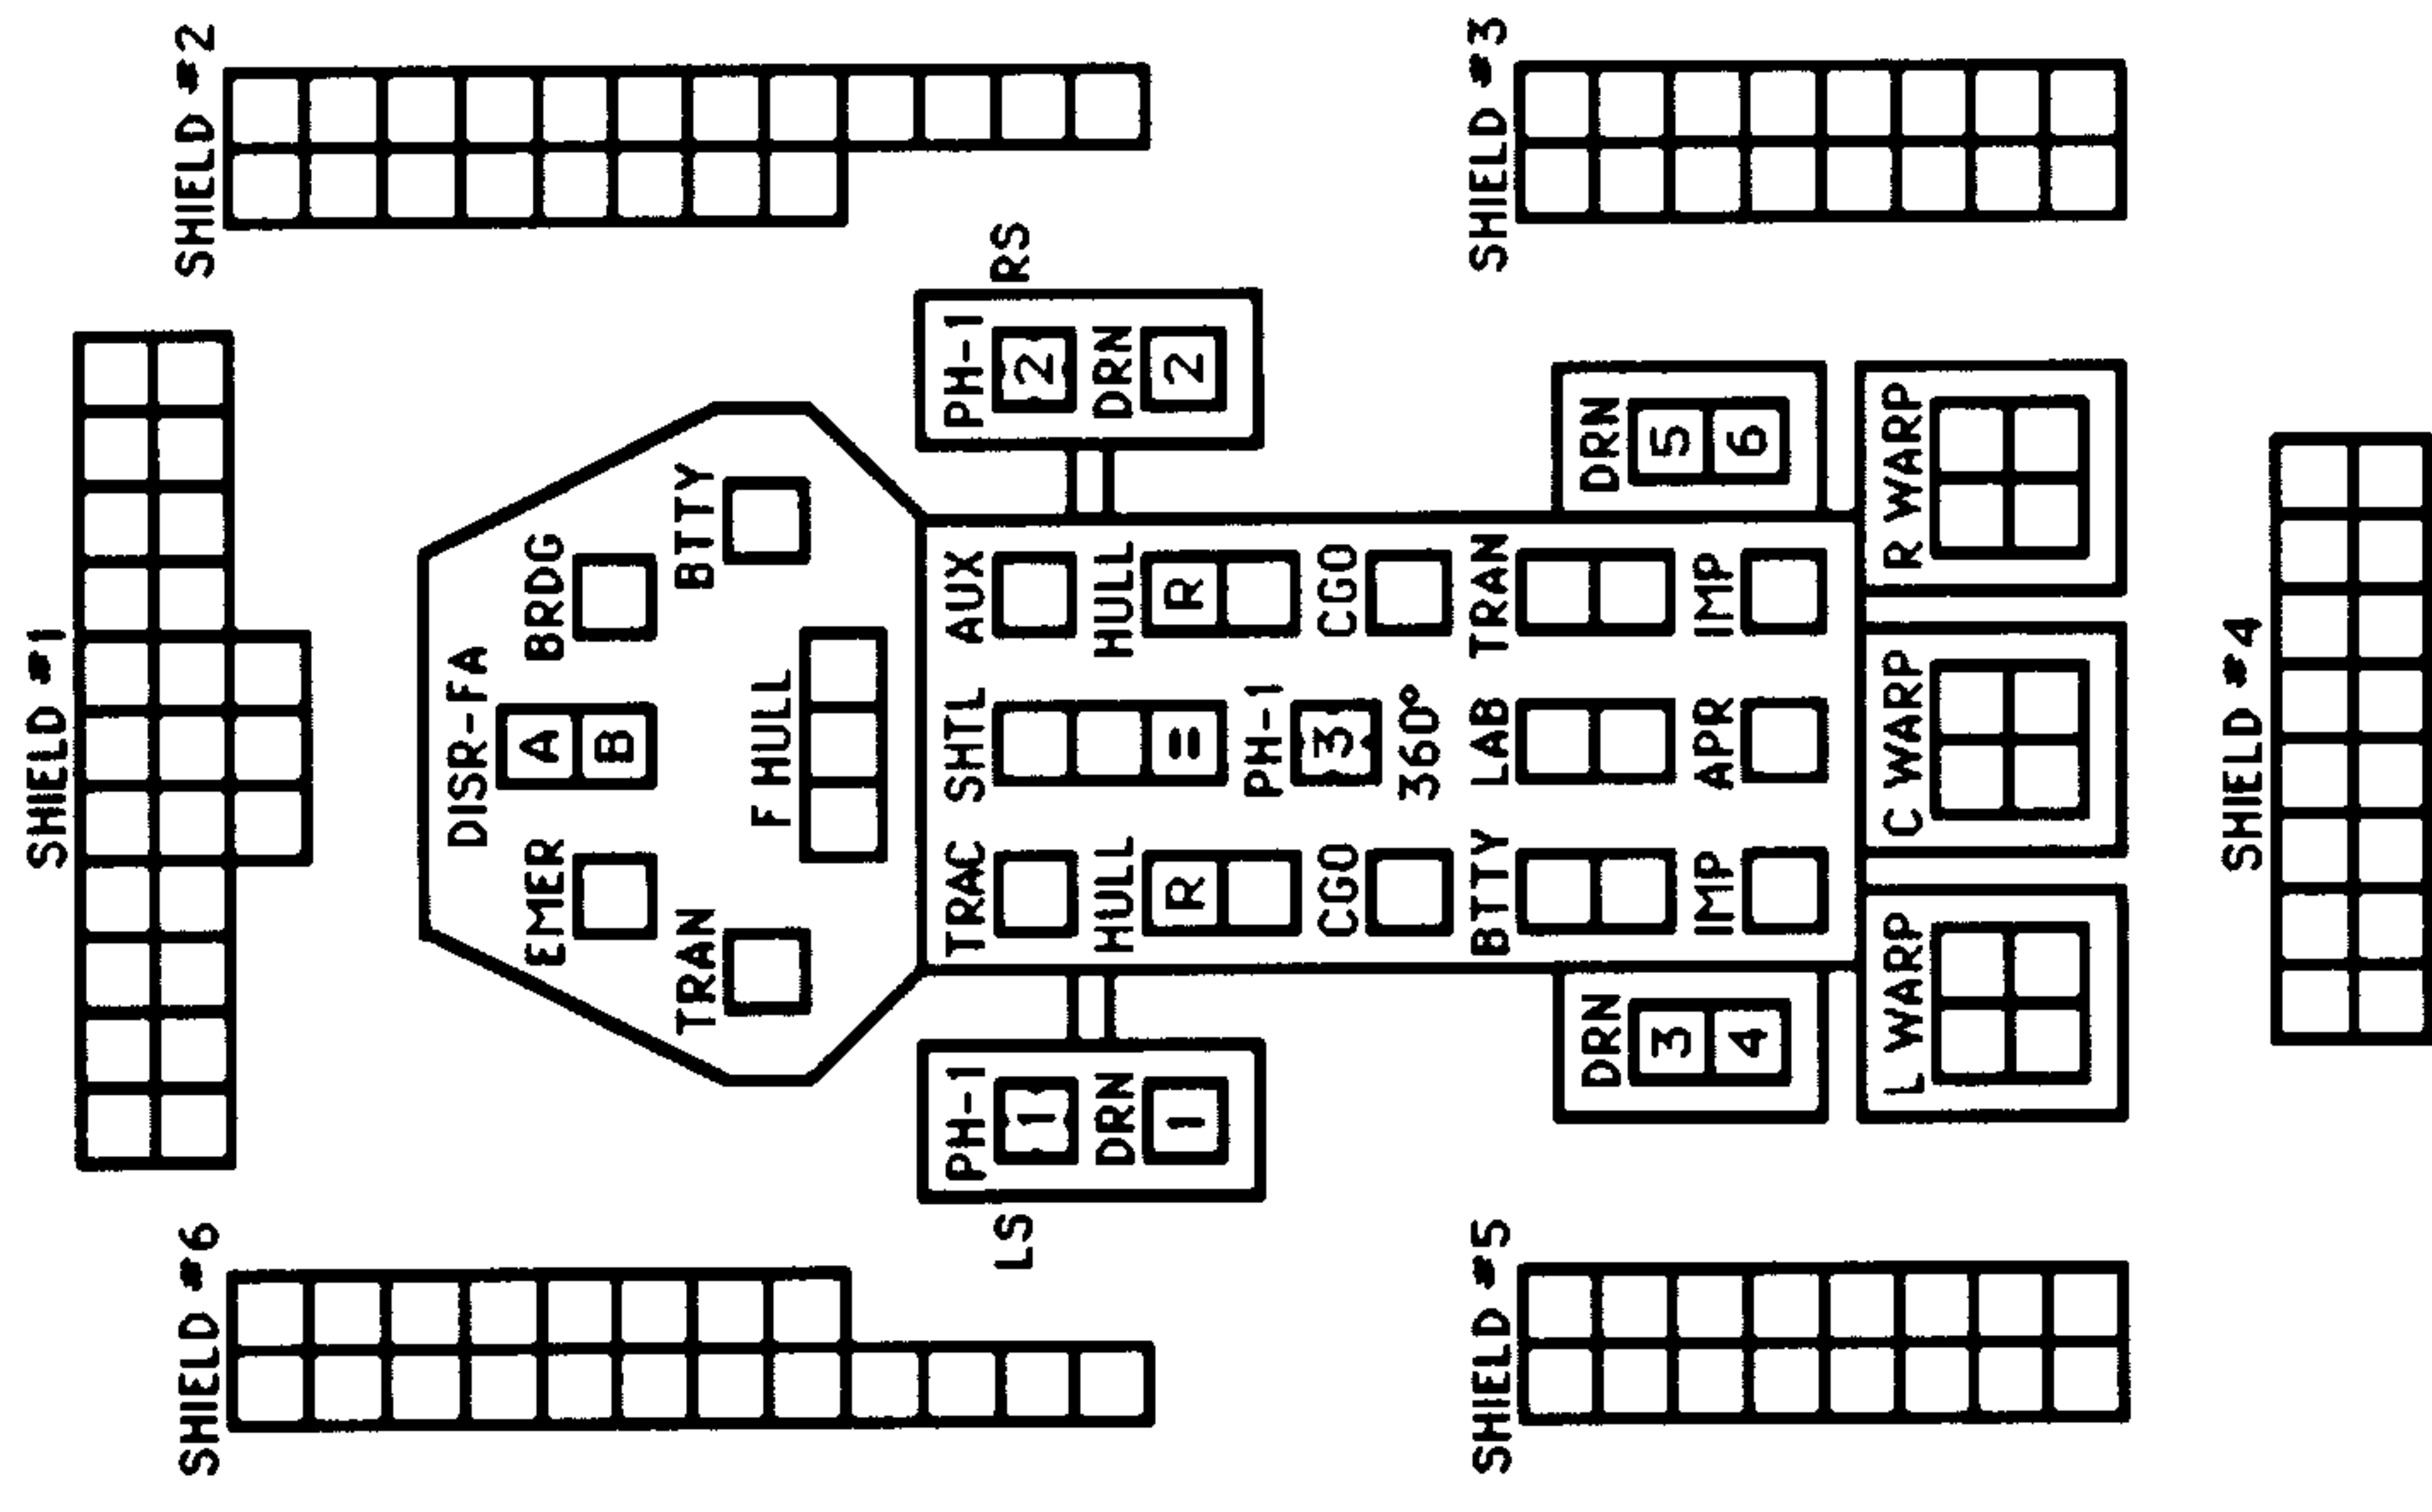 SHIELD #1
SHIELD #6
SHIELD #2
DISR-FA
A
B
EMER
BRDG
TRAN
BTTY
F HULL
PH-1
1
DRN
1
LS
TRAC
SHTL
=
AUX
PH-1
2
DRN
2
RS
HULL
R
HULL
R
PH-1
3
360°
CGO
CGO
BTTY
LAB
TRAN
DRN
3
4
DRN
5
6
IMP
APR
IMP
L WARP
C WARP
R WARP
SHIELD #5
SHIELD #3
SHIELD #4